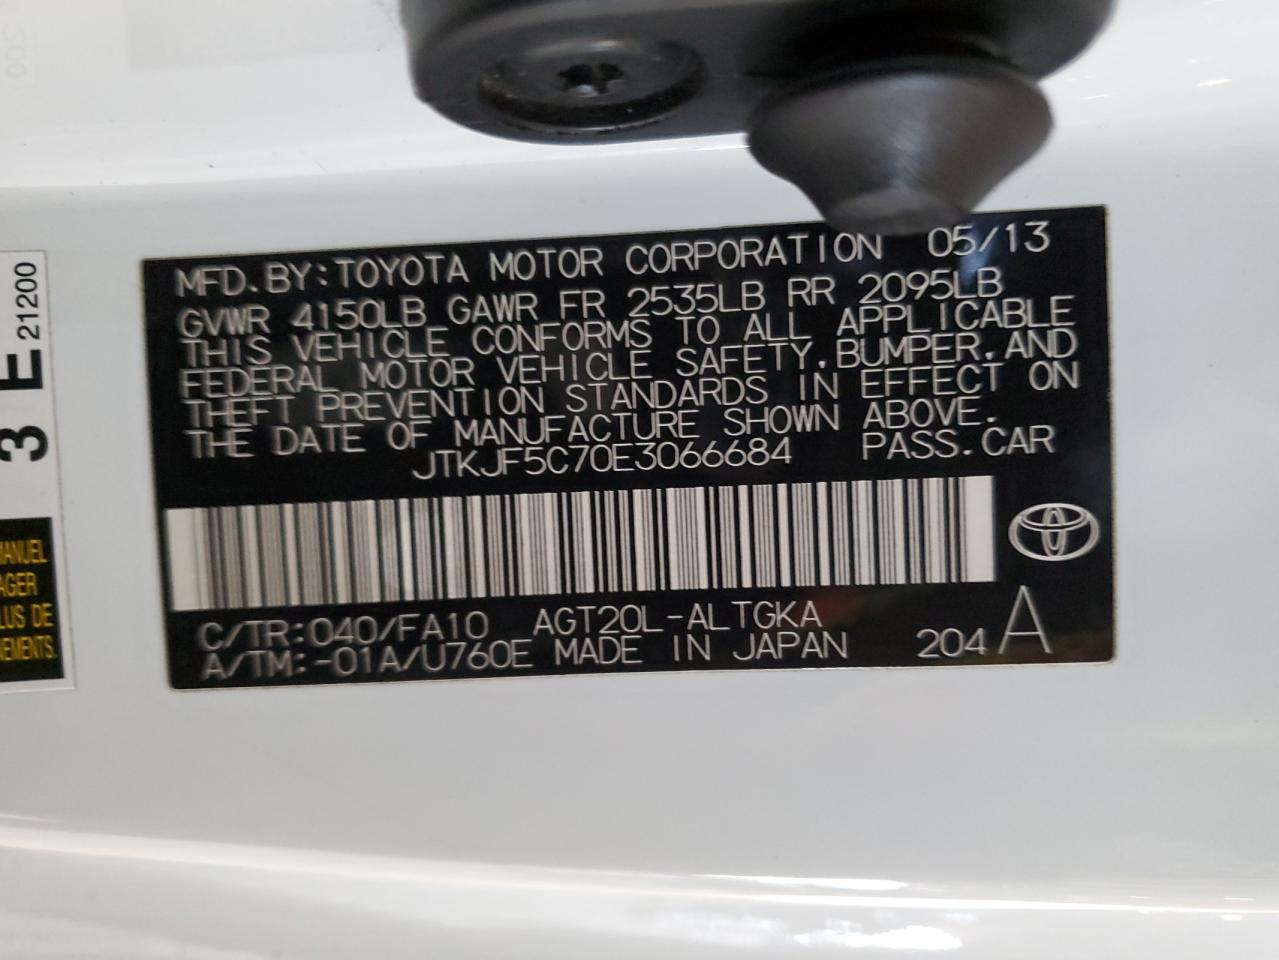 MFD. BY: TOYOTA MOTOR CORPORATION 05/13
GVWR 4150LB GAWR FR 2535LB RR 2095LB
THIS VEHICLE CONFORMS TO ALL APPLICABLE
FEDERAL MOTOR VEHICLE SAFETY, BUMPER, AND
THEFT PREVENTION STANDARDS IN EFFECT ON
THE DATE OF MANUFACTURE SHOWN ABOVE.
JTKJF5C70E3066684 PASS. CAR
C/TR: 040/FA10 AGT20L-ALTGKA
A/TM: -01A/U760E MADE IN JAPAN 204 A
3 E 21200
MANUEL
LUS DE